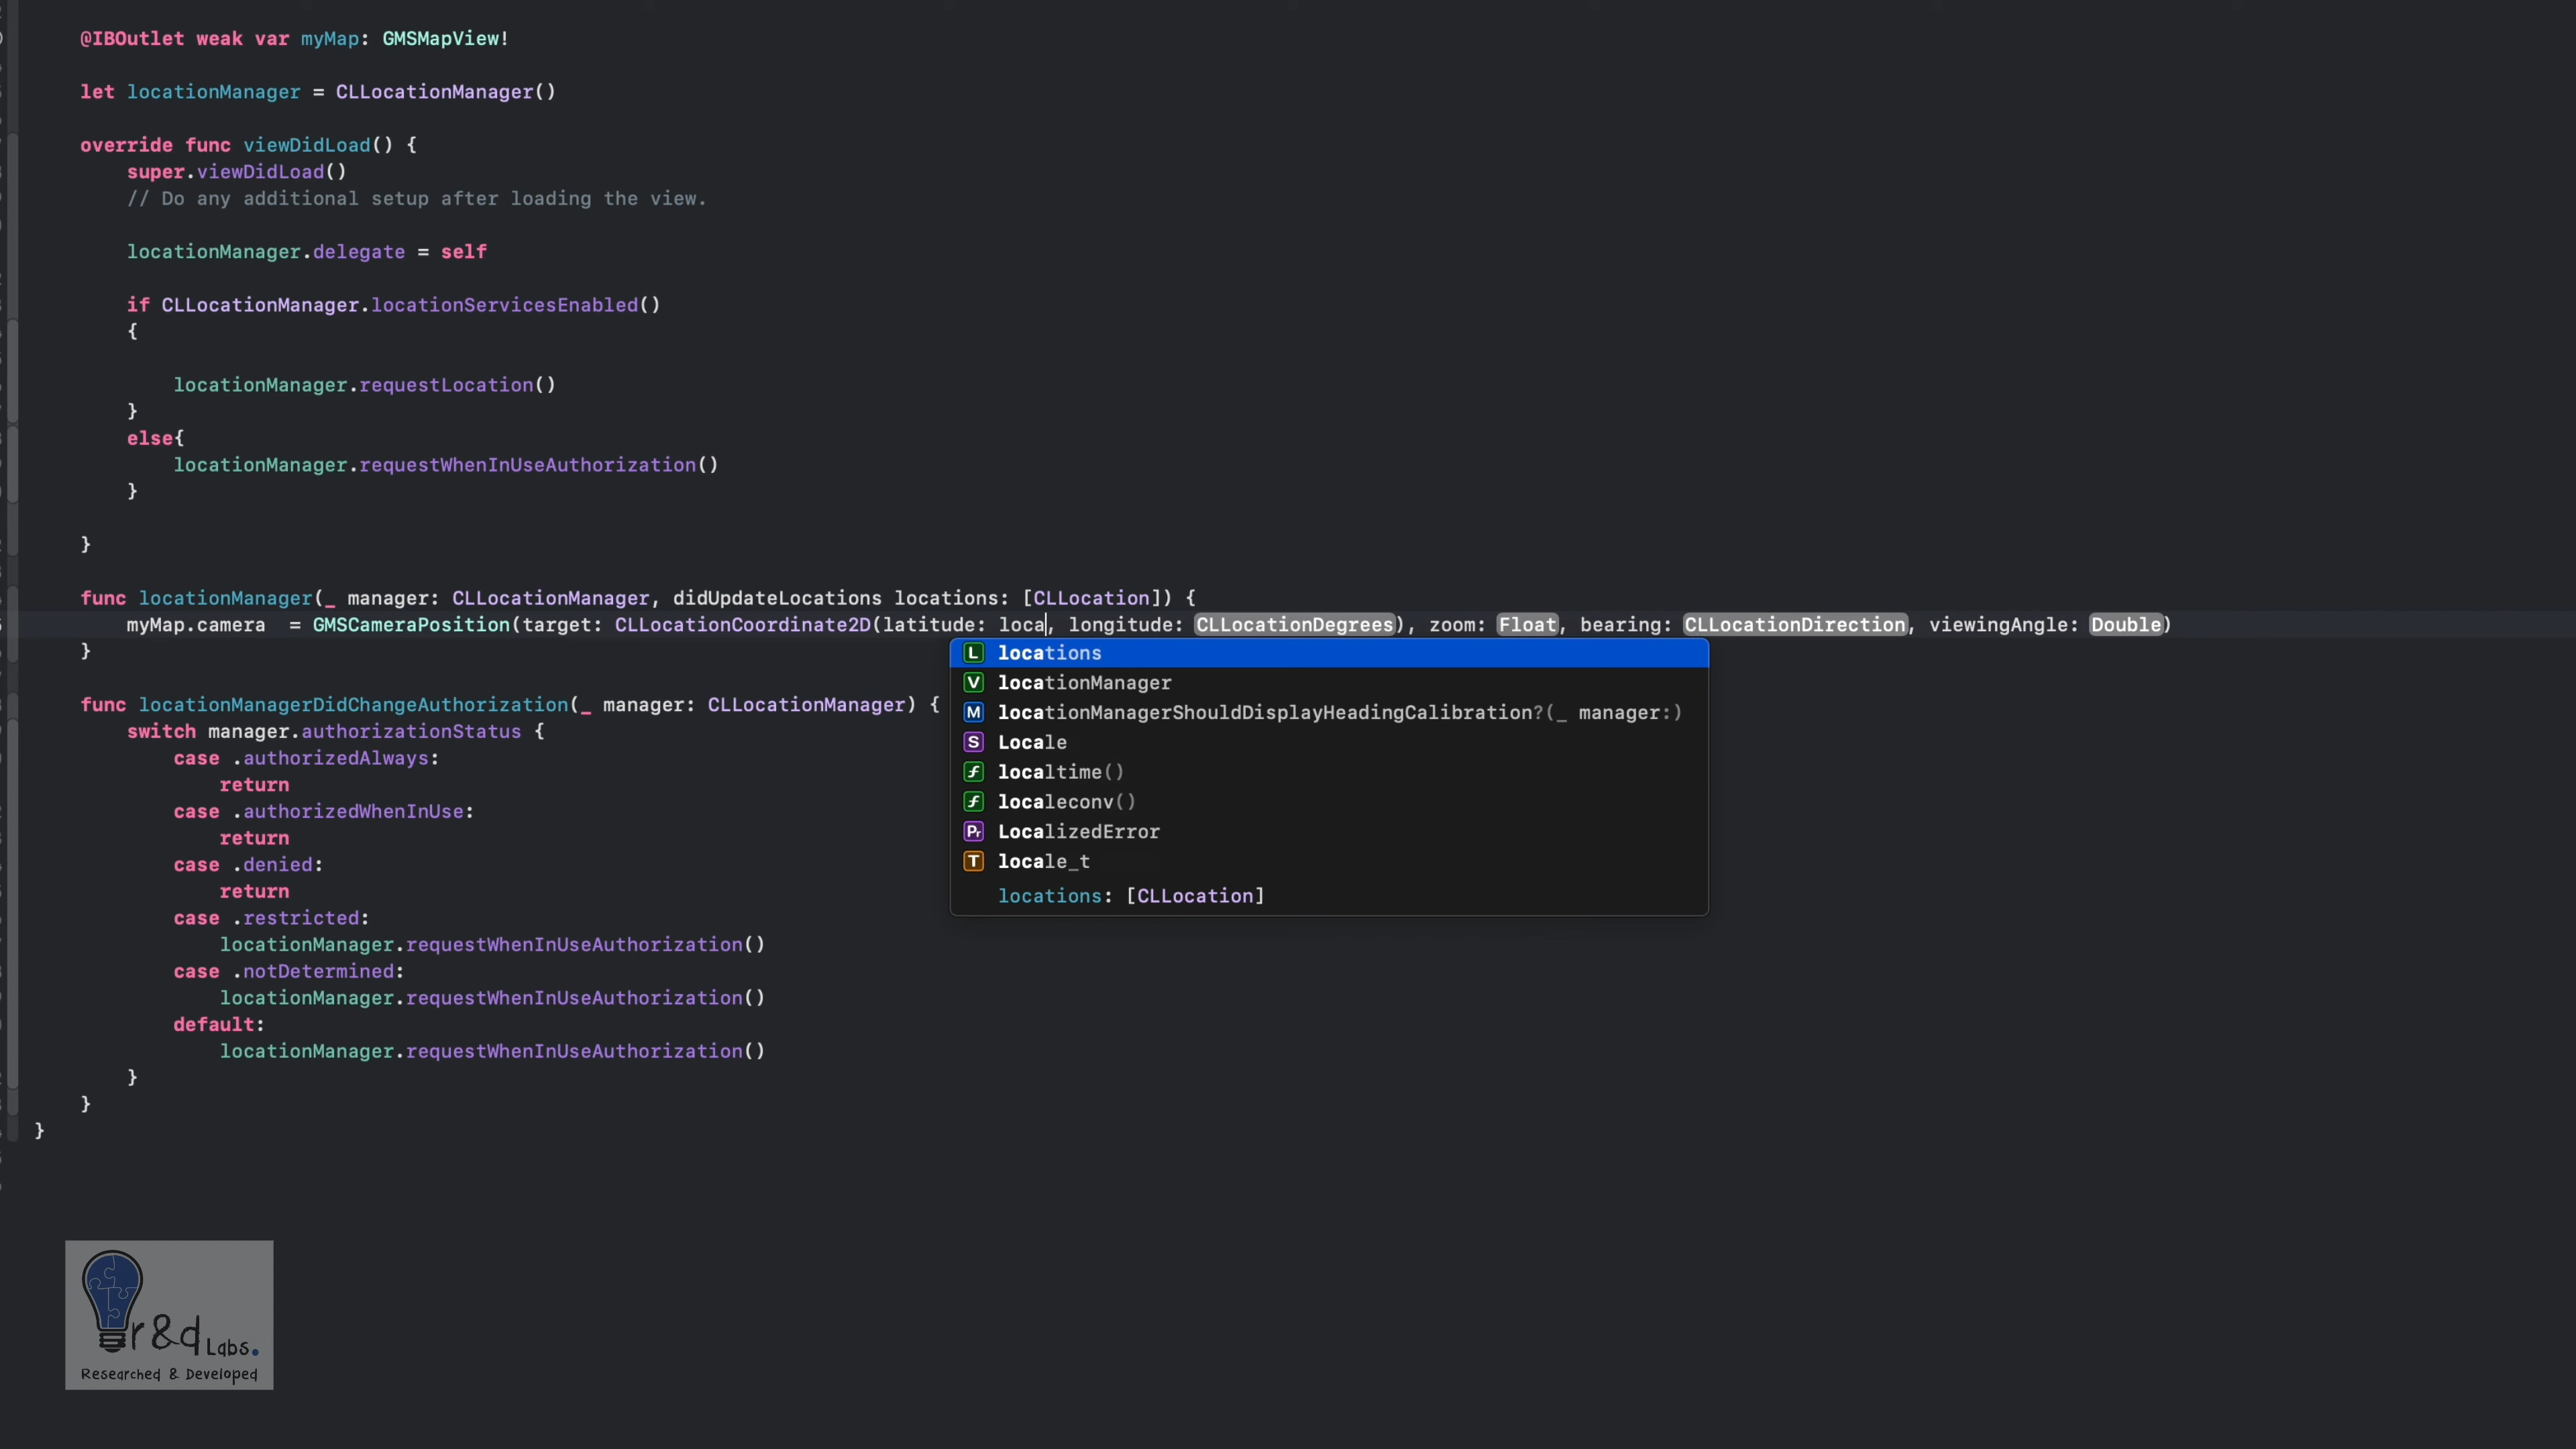 @IBOutlet weak var myMap: GMSMapView!
let locationManager = CLLocationManager()
override func viewDidLoad() {
super.viewDidLoad()
// Do any additional setup after loading the view.
locationManager.delegate = self
if CLLocationManager.locationServicesEnabled()
{
locationManager.requestLocation()
}
else{
locationManager.requestWhenInUseAuthorization()
}
}
func locationManager(_ manager: CLLocationManager, didUpdateLocations locations: [CLLocation]) {
myMap.camera  = GMSCameraPosition(target: CLLocationCoordinate2D(latitude: loca, longitude: CLLocationDegrees), zoom: Float, bearing: CLLocationDirection, viewingAngle: Double)
}
L locations
V locationManager
M locationManagerShouldDisplayHeadingCalibration?(_ manager:)
S Locale
f localtime()
f localeconv()
Pr LocalizedError
T locale_t
locations: [CLLocation]
func locationManagerDidChangeAuthorization(_ manager: CLLocationManager) {
switch manager.authorizationStatus {
case .authorizedAlways:
return
case .authorizedWhenInUse:
return
case .denied:
return
case .restricted:
locationManager.requestWhenInUseAuthorization()
case .notDetermined:
locationManager.requestWhenInUseAuthorization()
default:
locationManager.requestWhenInUseAuthorization()
}
}
}
r&d Labs.
Researched & Developed